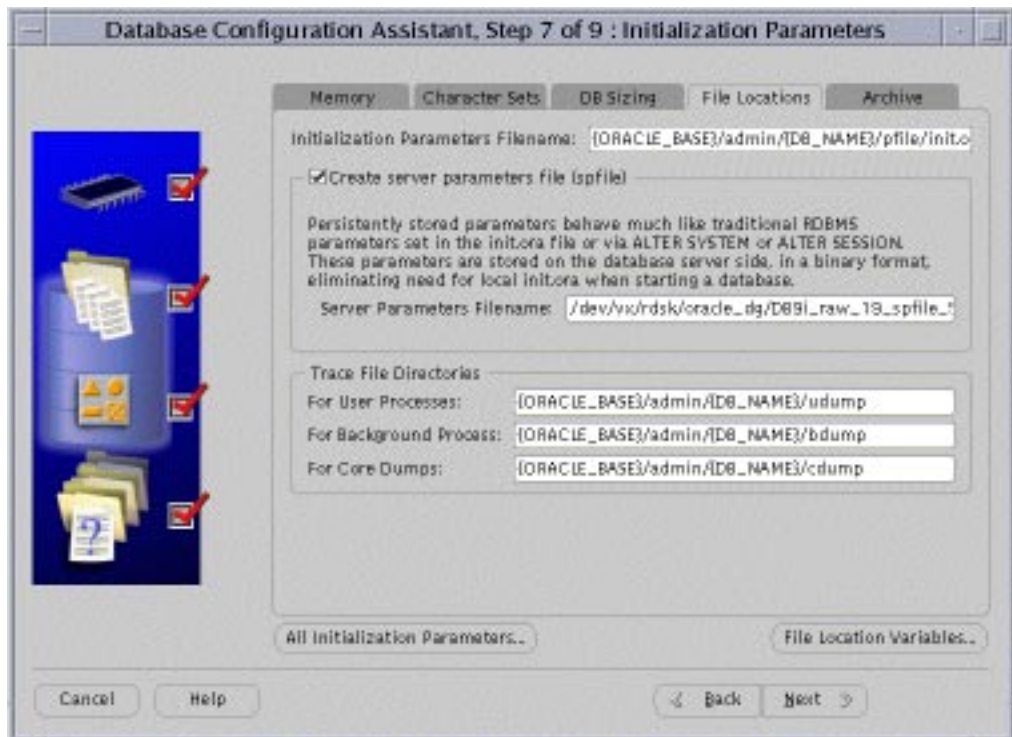 Database Configuration Assistant, Step 7 of 9 : Initialization Parameters
Memory
Character Sets
DB Sizing
File Locations
Archive
Initialization Parameters Filename: {ORACLE_BASE}/admin/{DB_NAME}/pfile/init.o
Create server parameters file (spfile)
Persistently stored parameters behave much like traditional RDBMS
parameters set in the init.ora file or via ALTER SYSTEM or ALTER SESSION.
These parameters are stored on the database server side, in a binary format,
eliminating need for local init.ora when starting a database.
Server Parameters Filename: /dev/vx/rdsk/oracle_dg/DB9i_raw_19_spfile_
Trace File Directories
For User Processes: {ORACLE_BASE}/admin/{DB_NAME}/udump
For Background Process: {ORACLE_BASE}/admin/{DB_NAME}/bdump
For Core Dumps: {ORACLE_BASE}/admin/{DB_NAME}/cdump
?
All Initialization Parameters...
File Location Variables...
Cancel
Help
Back
Next